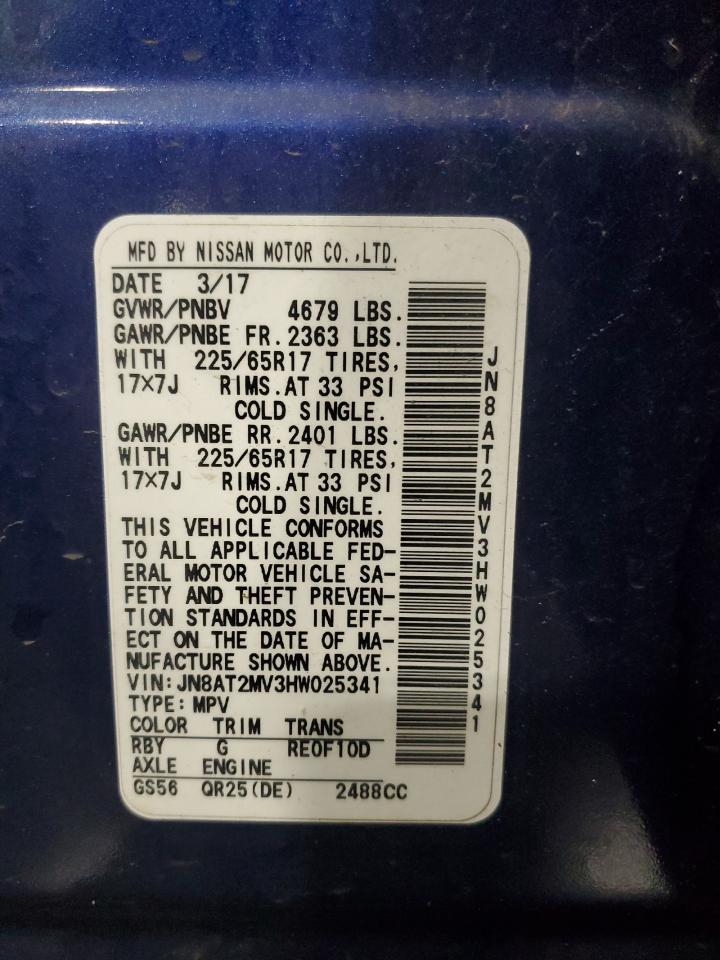 MFD BY NISSAN MOTOR CO.,LTD.
DATE 3/17
GVWR/PNBV 4679 LBS.
GAWR/PNBE FR. 2363 LBS.
WITH 225/65R17 TIRES,
17×7J RIMS.AT 33 PSI
COLD SINGLE.
GAWR/PNBE RR. 2401 LBS.
WITH 225/65R17 TIRES,
17×7J RIMS.AT 33 PSI
COLD SINGLE.
THIS VEHICLE CONFORMS
TO ALL APPLICABLE FED-
ERAL MOTOR VEHICLE SA-
FETY AND THEFT PREVEN-
TION STANDARDS IN EFF-
ECT ON THE DATE OF MA-
NUFACTURE SHOWN ABOVE.
VIN:JN8AT2MV3HW025341
TYPE:MPV
COLOR TRIM TRANS
RBY G RE0F10D
AXLE ENGINE
GS56 QR25(DE) 2488CC
JN8AT2MV3HW025341